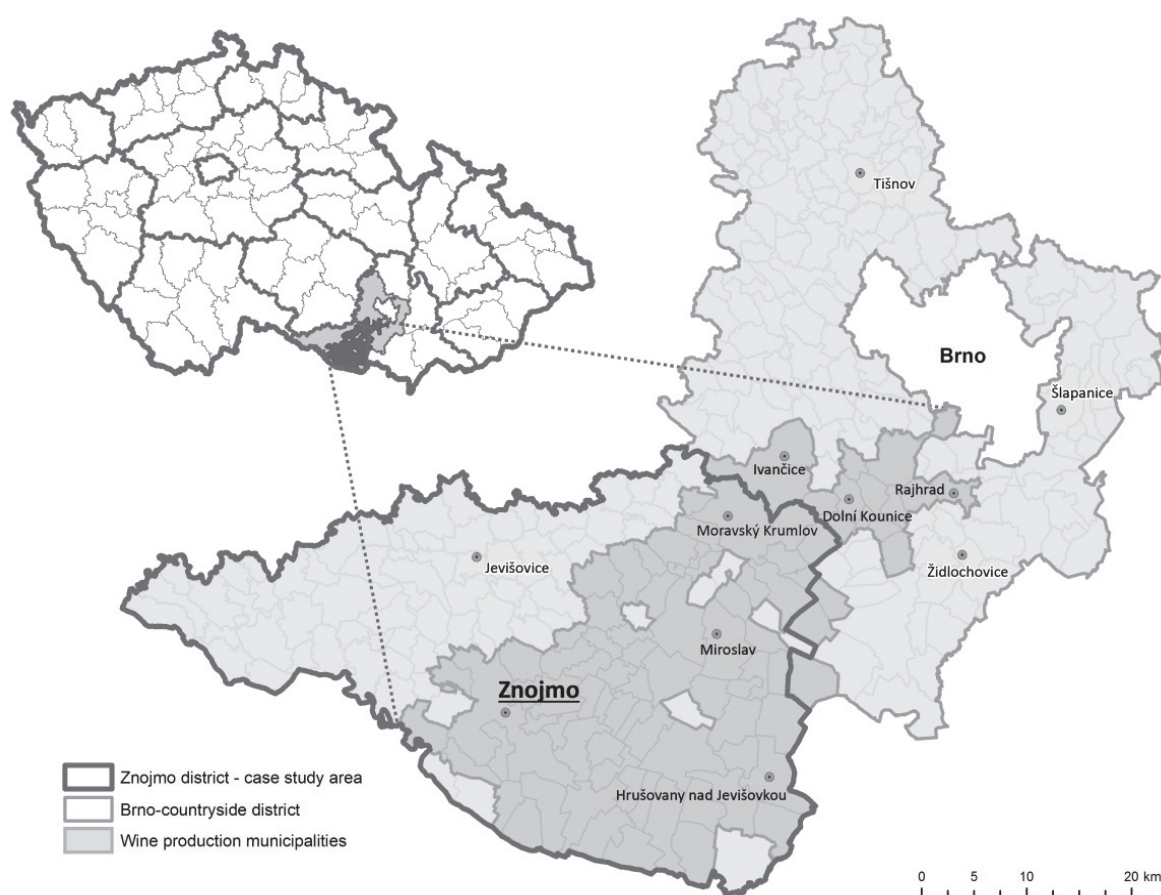 Tišnov
Brno
Šlapanice
Ivančice
Rajhrad
Dolní Kounice
Moravský Krumlov
Židlochovice
Jevišovice
Miroslav
Znojmo
Hrušovany nad Jevišovkou
Znojmo district - case study area
Brno-countryside district
Wine production municipalities
0 5 10 20 km